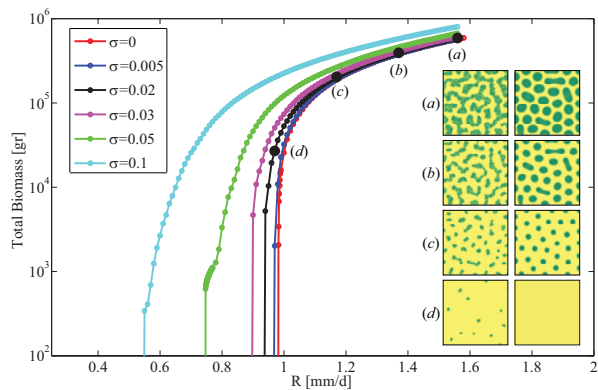 10^6
10^5
10^4
10^3
10^2
Total Biomass [gr]
σ=0
σ=0.005
σ=0.02
σ=0.03
σ=0.05
σ=0.1
(a)
(b)
(c)
(d)
(a)
(b)
(c)
(d)
0.4 0.6 0.8 1 1.2 1.4 1.6 1.8 2
R [mm/d]